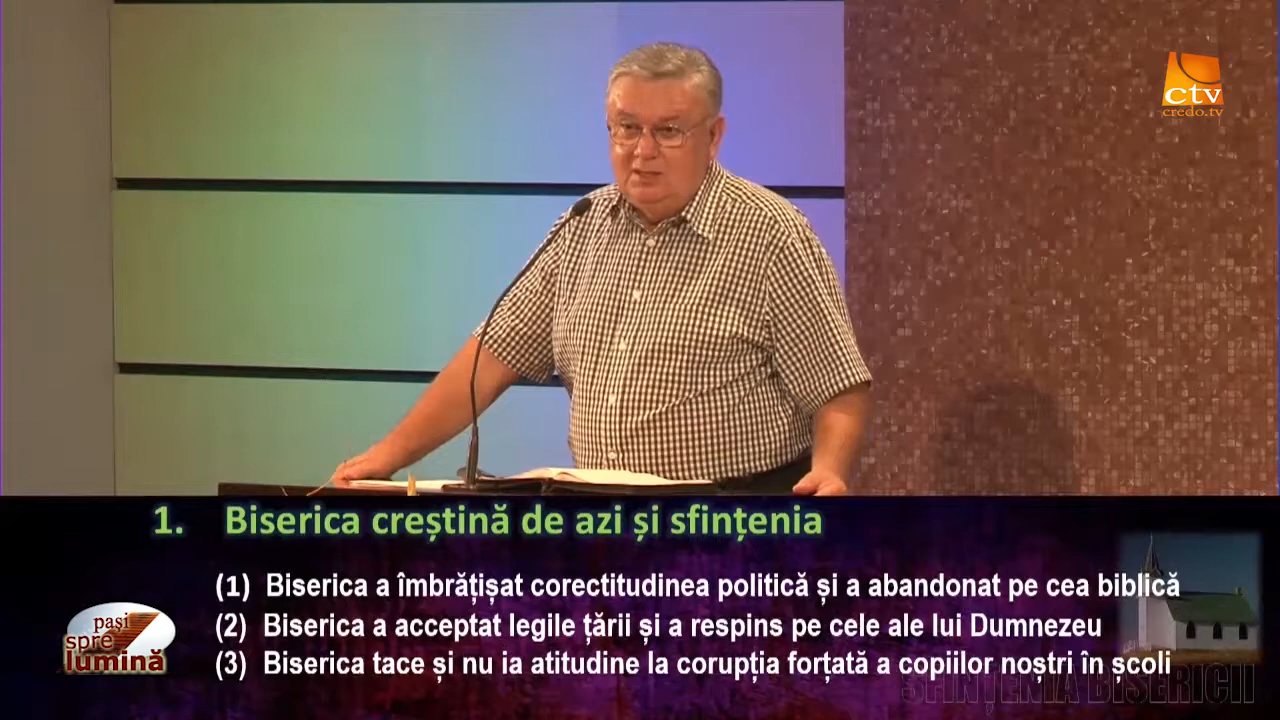 ctv
credo.tv
1. Biserica creștină de azi și sfințenia
(1) Biserica a îmbrățișat corectitudinea politică și a abandonat pe cea biblică
(2) Biserica a acceptat legile țării și a respins pe cele ale lui Dumnezeu
(3) Biserica tace și nu ia atitudine la corupția forțată a copiilor noștri în școli
pași
spre
lumină
SFINȚENIA BISERICII